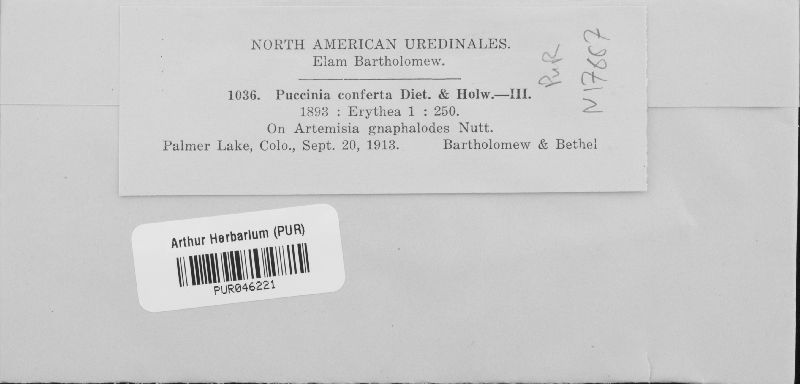 NORTH AMERICAN UREDINALES.
Elam Bartholomew.
1036. Puccinia conferta Diet. & Holw.—III.
1893 : Erythea 1 : 250.
On Artemisia gnaphalodes Nutt.
Palmer Lake, Colo., Sept. 20, 1913. Bartholomew & Bethel
PUR
N17667
Arthur Herbarium (PUR)
PUR046221